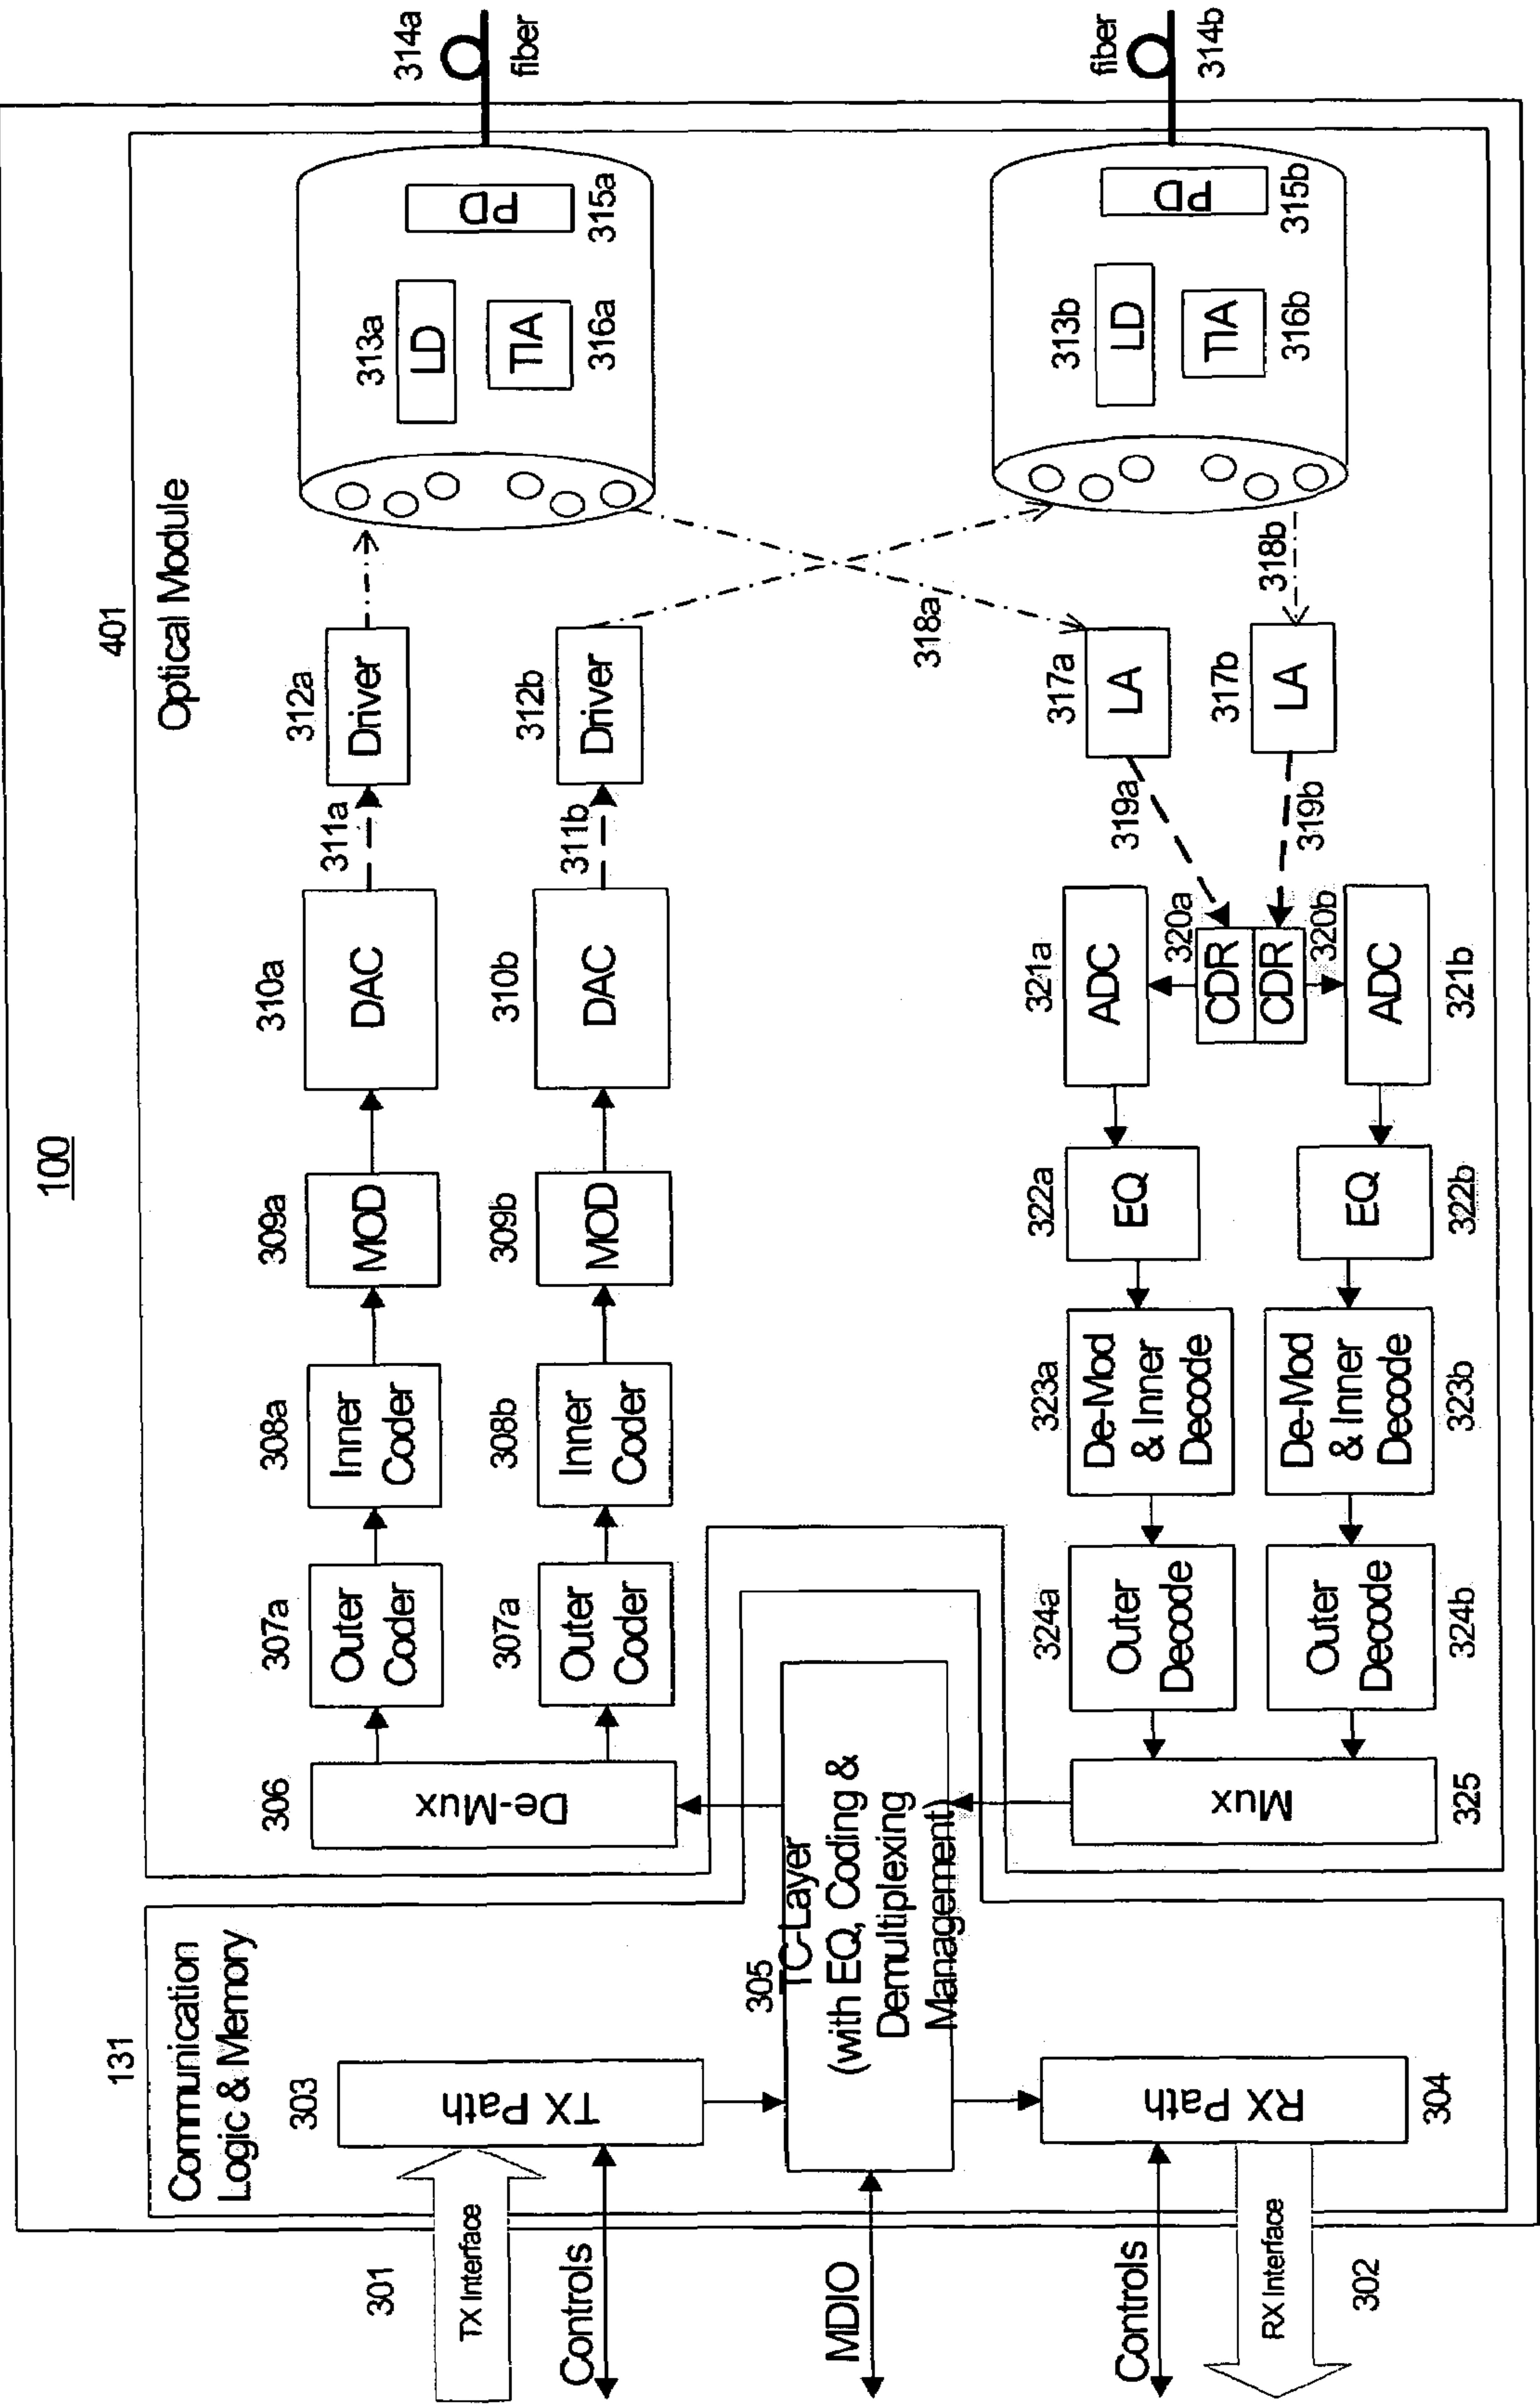 100
131
Communication
Logic & Memory
401
Optical Module
301
TX Interface
Controls
303
TX Path
306
De-Mux
307a
Outer
Coder
308a
Inner
Coder
309a
MOD
310a
DAC
311a
312a
Driver
307a
Outer
Coder
308b
Inner
Coder
309b
MOD
310b
DAC
311b
312b
Driver
313a
LD
TIA
316a
PD
315a
314a
fiber
MDIO
305
TC-Layer
(with EQ, Coding &
Demultiplexing
Management
Controls
RX Interface
302
RX Path
304
Mux
325
324a
Outer
Decode
323a
De-Mod
& Inner
Decode
322a
EQ
321a
ADC
320a
CDR
CDR
320b
319a
317a
LA
318a
Outer
Decode
324b
De-Mod
& Inner
Decode
323b
EQ
322b
ADC
321b
319b
317b
LA
318b
313b
LD
TIA
316b
PD
315b
fiber
314b